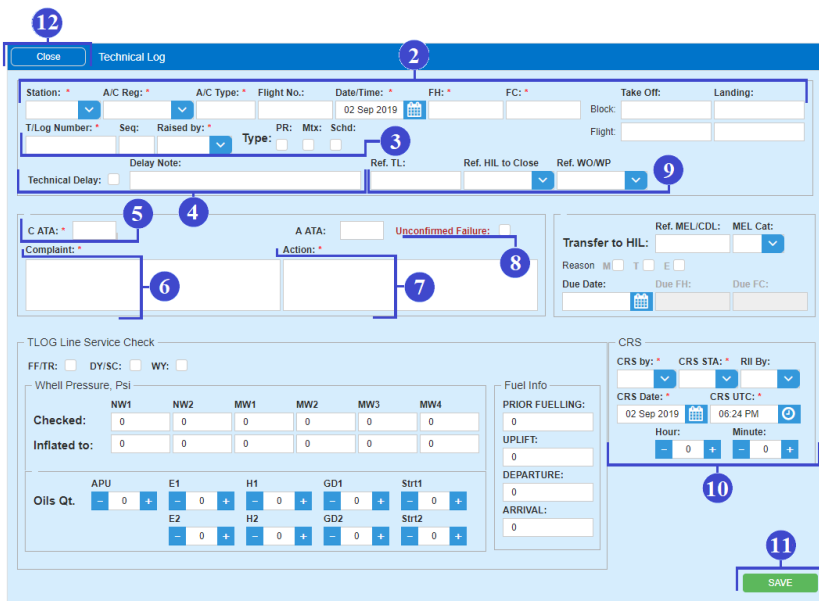 12
Close Technical Log
2
Station: * A/C Reg: * A/C Type: * Flight No.: Date/Time: * FH: * FC: * Take Off: Landing:
02 Sep 2019 Block:
T/Log Number: * Seq: Raised by: * Type: PR: Mtx: Schd: 3 Flight:
Delay Note: Ref. TL: Ref. HIL to Close Ref. WO/WP 9
Technical Delay:
4
5
C ATA: * A ATA: Unconfirmed Failure:
8
Complaint: * Action: *
6 7
Ref. MEL/CDL: MEL Cat:
Transfer to HIL:
Reason M T E
Due Date: Due FH: Due FC:
TLOG Line Service Check
FF/TR: DY/SC: WY:
Whell Pressure, Psi
NW1 NW2 MW1 MW2 MW3 MW4
Checked: 0 0 0 0 0 0
Inflated to: 0 0 0 0 0 0
APU E1 H1 GD1 Strt1
Oils Qt. - 0 + - 0 + - 0 + - 0 + - 0 +
E2 H2 GD2 Strt2
- 0 + - 0 + - 0 + - 0 +
Fuel Info
PRIOR FUELLING:
0
UPLIFT:
0
DEPARTURE:
0
ARRIVAL:
0
CRS
CRS by: * CRS STA: * RII By:
CRS Date: * CRS UTC: *
02 Sep 2019 06:24 PM
Hour: Minute:
- 0 + - 0 +
10
11
SAVE